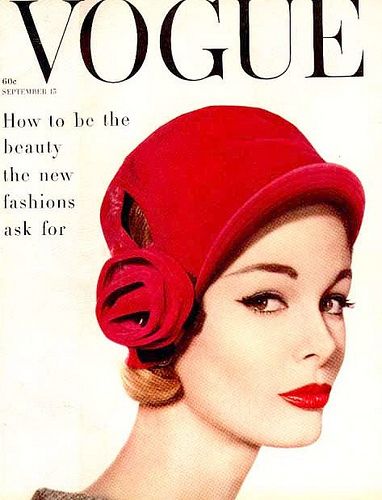 VOGUE
60c
SEPTEMBER 15
How to be the
beauty
the new
fashions
ask for